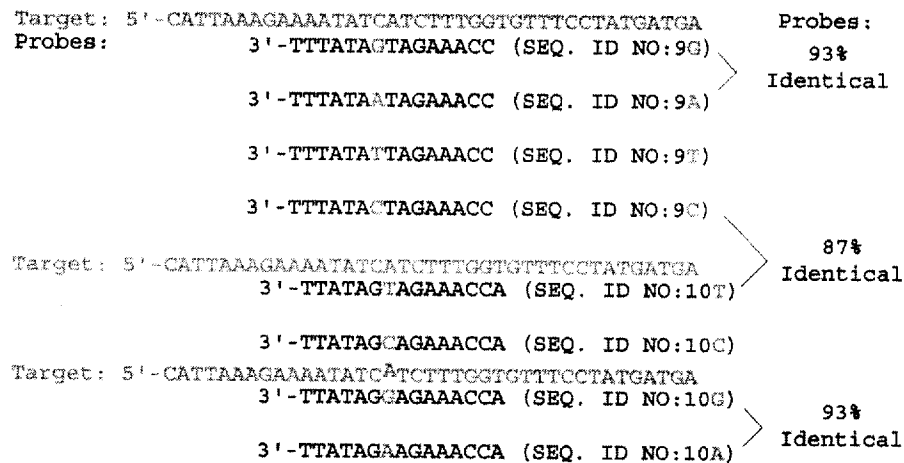 Target: 5'-CATTAAAGAAAATATCATCTTTGGTGTTTCCTATGATGA Probes:
Probes: 3'-TTTATAGTAGAAACC (SEQ. ID NO:9G) 93%
Identical
3'-TTTATAATAGAAACC (SEQ. ID NO:9A)
3'-TTTATATTAGAAACC (SEQ. ID NO:9T)
3'-TTTATACTAGAAACC (SEQ. ID NO:9C)
87%
Target: 5'-CATTAAAGAAAATATCATCTTTGGTGTTTCCTATGATGA Identical
3'-TTATAGTAGAAACCA (SEQ. ID NO:10T)
3'-TTATAGCAGAAACCA (SEQ. ID NO:10C)
Target: 5'-CATTAAAGAAAATATCATCTTTGGTGTTTCCTATGATGA
3'-TTATAGGAGAAACCA (SEQ. ID NO:10G) 93%
Identical
3'-TTATAGAAGAAACCA (SEQ. ID NO:10A)